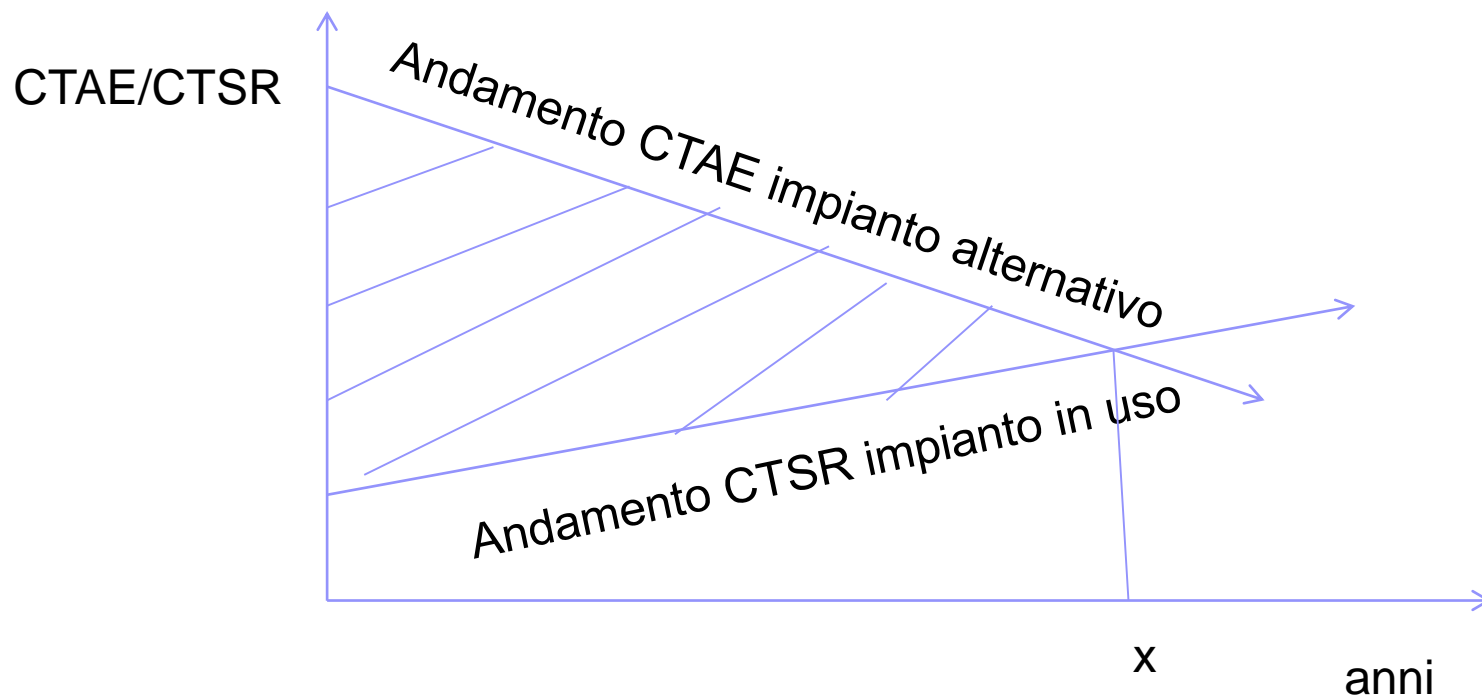 CTAE/CTSR
Andamento CTAE impianto alternativo
Andamento CTSR impianto in uso
x
anni